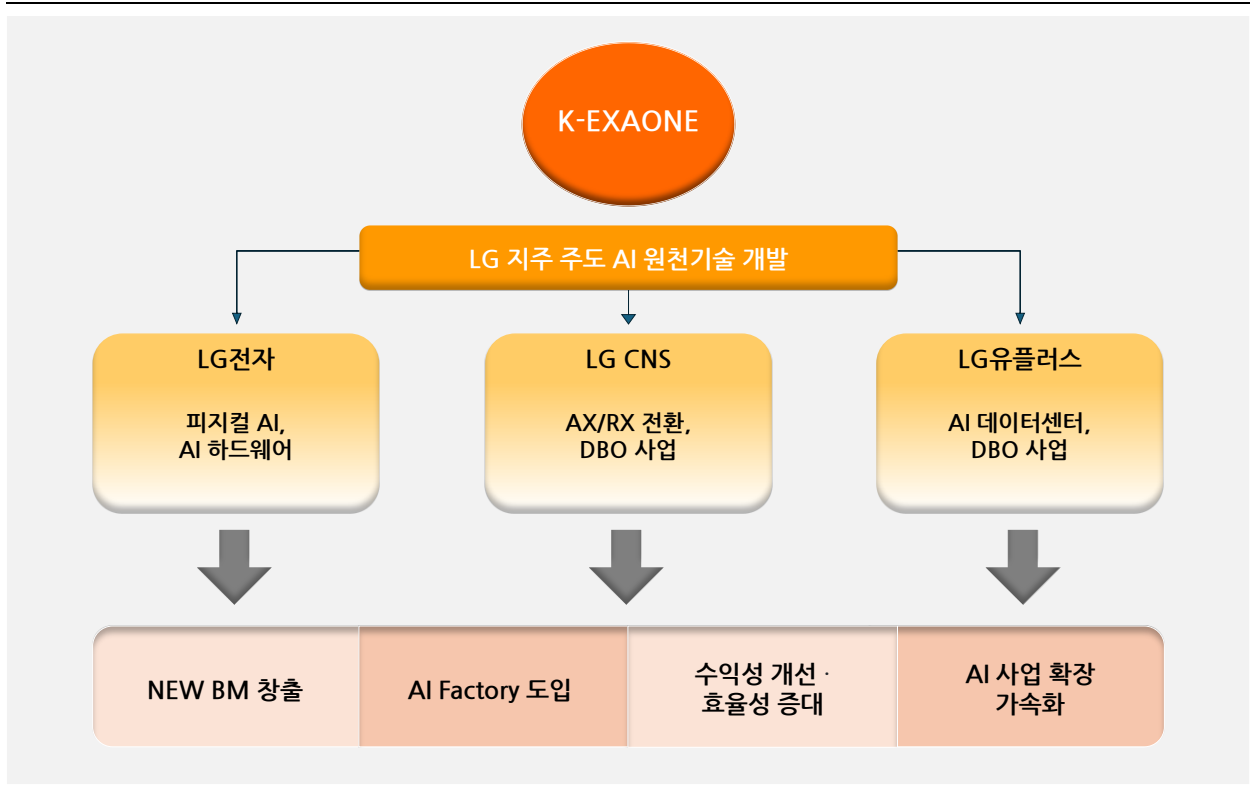 K-EXAONE
LG 지주 주도 AI 원천기술 개발
LG전자
피지컬 AI,
AI 하드웨어
LG CNS
AX/RX 전환,
DBO 사업
LG유플러스
AI 데이터센터,
DBO 사업
NEW BM 창출
AI Factory 도입
수익성 개선 ·
효율성 증대
AI 사업 확장
가속화